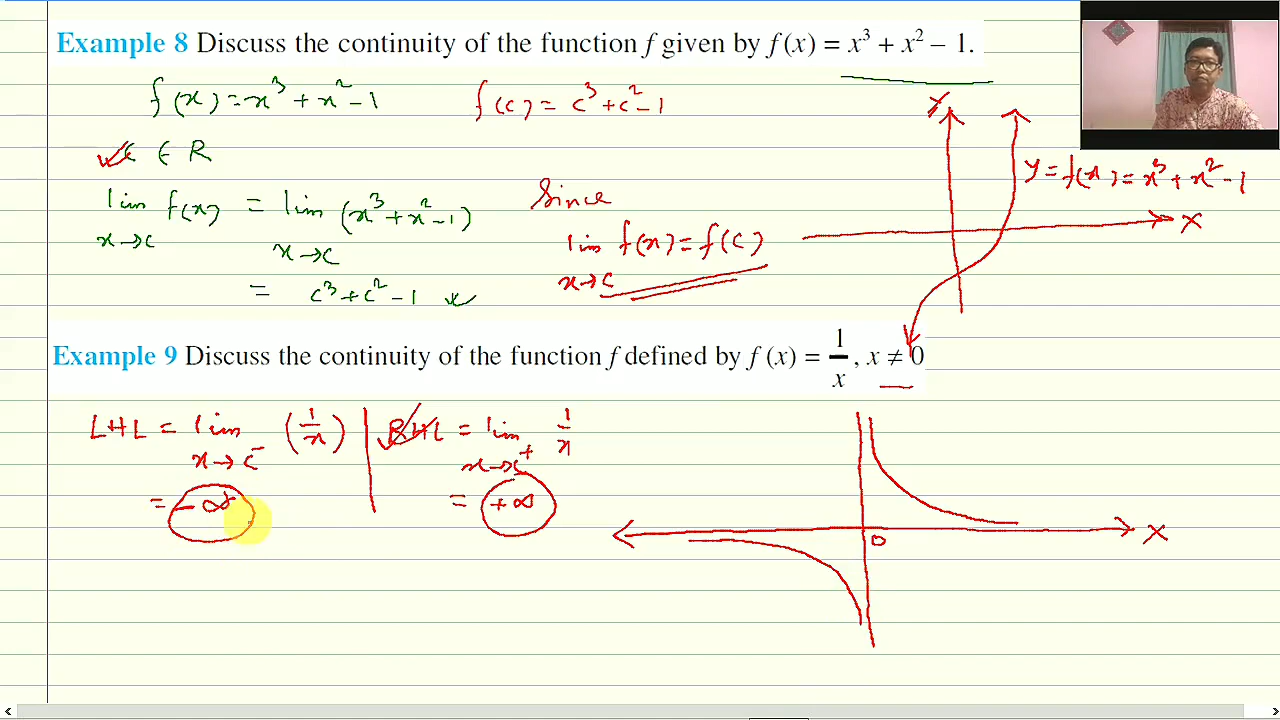 Example 8 Discuss the continuity of the function f given by f (x) = x³ + x² – 1.
f(x) = x³ + x² - 1
f(c) = c³ + c² - 1
c ∈ R
lim f(x) = lim (x³ + x² - 1)
x→c x→c
= c³ + c² - 1
Since
lim f(x) = f(c)
x→c
Y
y = f(x) = x³ + x² - 1
X
Example 9 Discuss the continuity of the function f defined by f (x) = 1/x , x ≠ 0
LHL = lim (1/x)
x→c⁻
= -∞
RHL = lim 1/x
= +∞
0
X